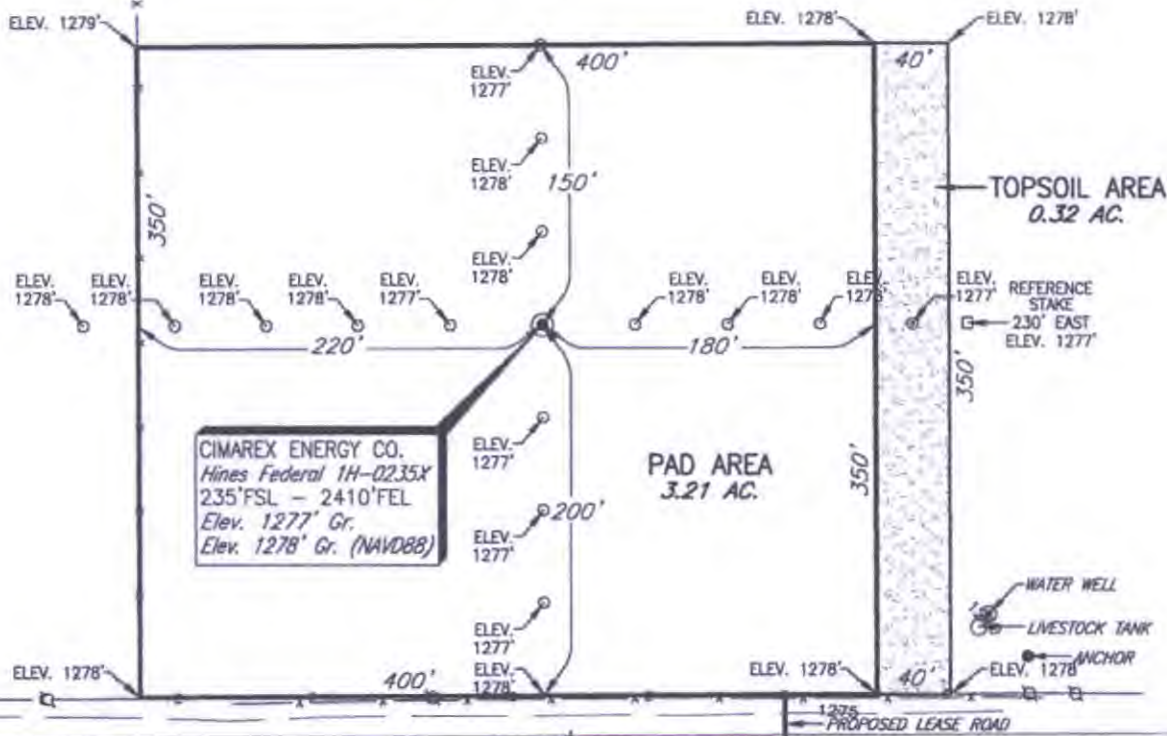 ELEV. 1279'
ELEV. 1278'
ELEV. 1278'
400'
40'
ELEV.
1277'
ELEV.
1278'
150'
TOPSOIL AREA
0.32 AC.
350'
ELEV.
1278'
ELEV.
1278'
ELEV.
1278'
ELEV.
1278'
ELEV.
1278'
ELEV.
1277'
ELEV.
1278'
ELEV.
1278'
ELEV.
1278'
ELEV.
1277'
REFERENCE
STAKE
230' EAST
ELEV. 1277'
220'
180'
350'
CIMAREX ENERGY CO.
Hines Federal 1H-0235X
235'FSL - 2410'FEL
Elev. 1277' Gr.
Elev. 1278' Gr. (NAVD88)
ELEV.
1277'
PAD AREA
3.21 AC.
350'
200'
ELEV.
1277'
ELEV.
1277'
WATER WELL
LIVESTOCK TANK
ANCHOR
ELEV. 1278'
400'
ELEV.
1278'
ELEV. 1278'
40'
ELEV. 1278'
1275
PROPOSED LEASE ROAD